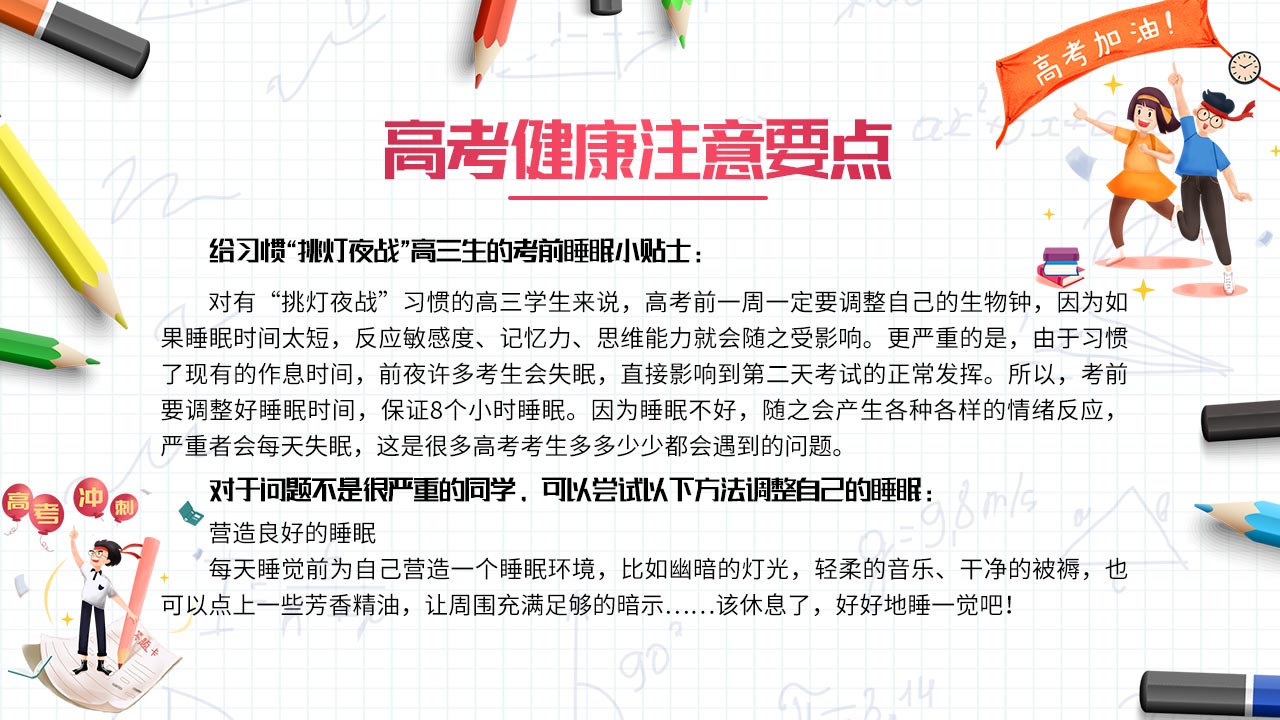 高考加油！
高考健康注意要点
给习惯“挑灯夜战”高三生的考前睡眠小贴士：
对有“挑灯夜战”习惯的高三学生来说，高考前一周一定要调整自己的生物钟，因为如
果睡眠时间太短，反应敏感度、记忆力、思维能力就会随之受影响。更严重的是，由于习惯
了现有的作息时间，前夜许多考生会失眠，直接影响到第二天考试的正常发挥。所以，考前
要调整好睡眠时间，保证8个小时睡眠。因为睡眠不好，随之会产生各种各样的情绪反应，
严重者会每天失眠，这是很多高考考生多多少少都会遇到的问题。
对于问题不是很严重的同学，可以尝试以下方法调整自己的睡眠：
营造良好的睡眠
每天睡觉前为自己营造一个睡眠环境，比如幽暗的灯光，轻柔的音乐、干净的被褥，也
可以点上一些芳香精油，让周围充满足够的暗示……该休息了，好好地睡一觉吧！
高考冲刺
答题卡
g=9.8m/s
90°
π=3.14